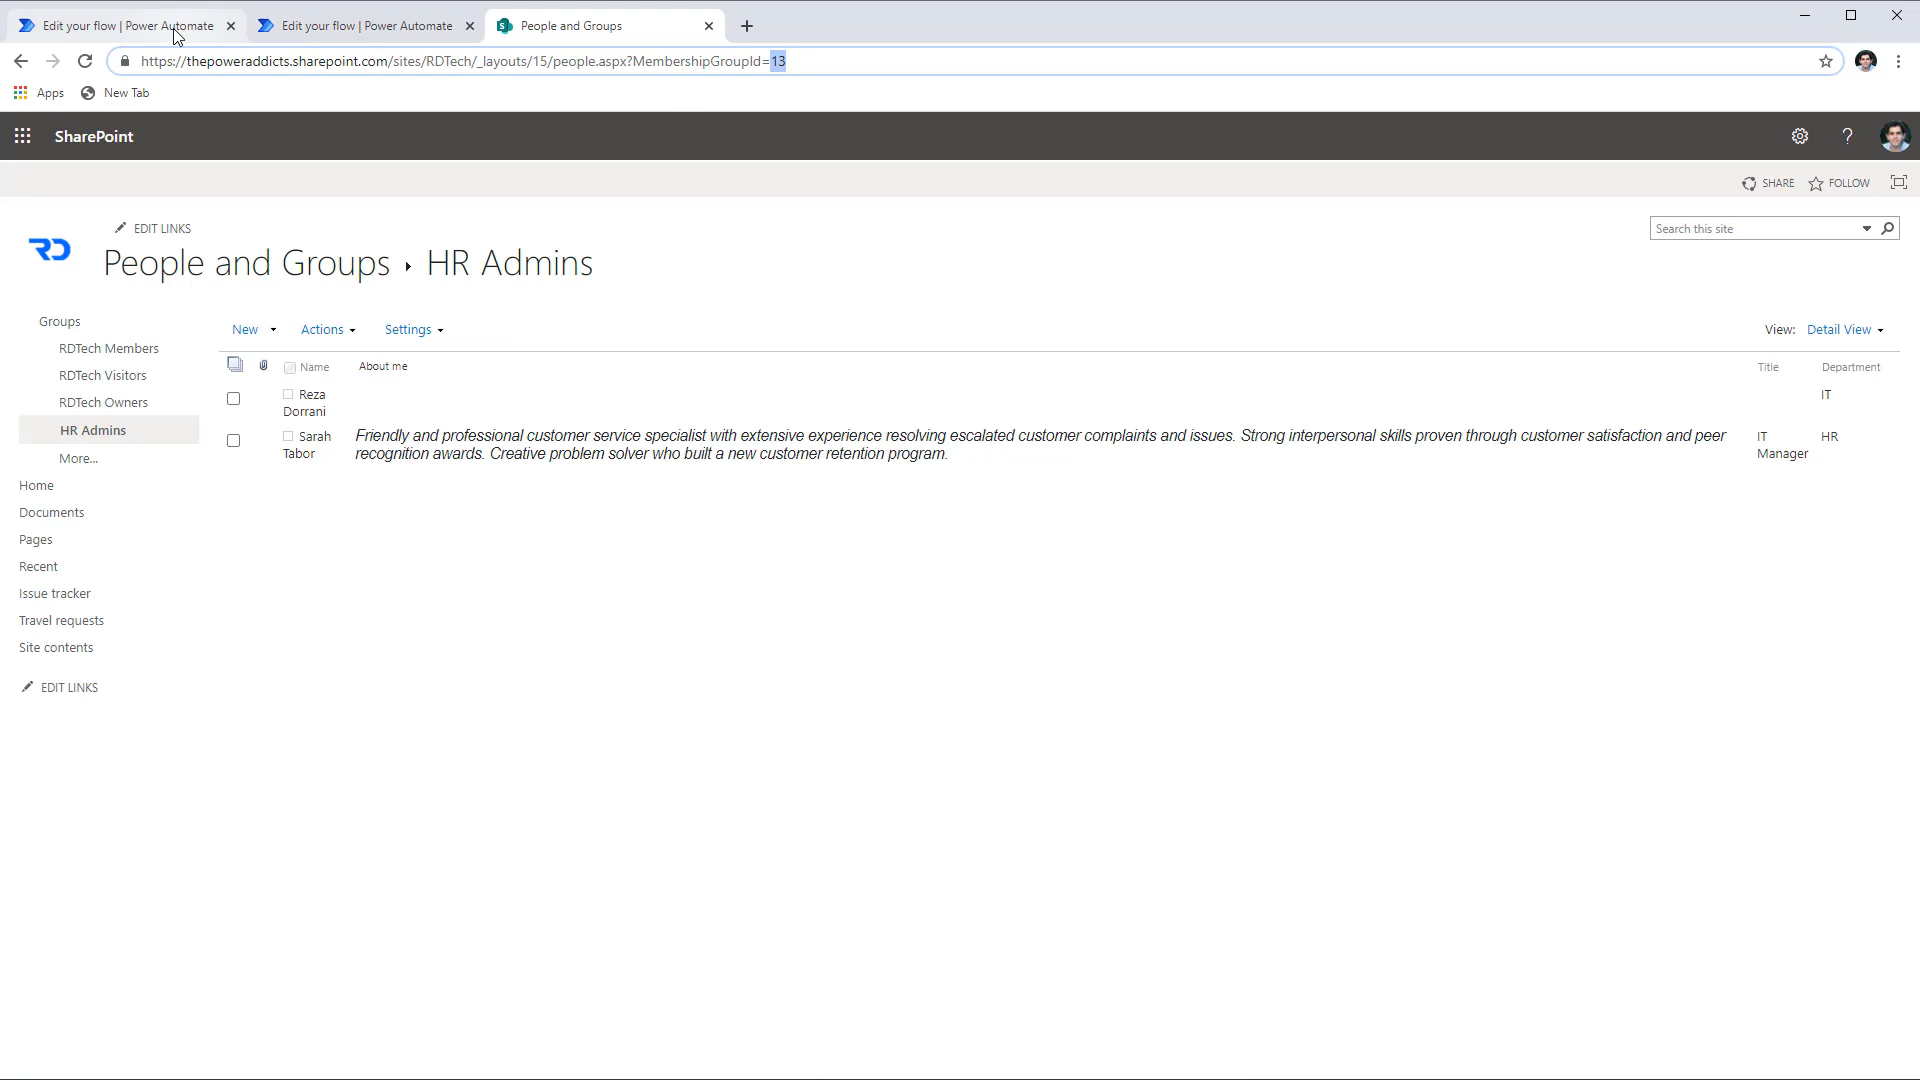 Edit your flow | Power Automate
Edit your flow | Power Automate
People and Groups
https://thepoweraddicts.sharepoint.com/sites/RDTech/_layouts/15/people.aspx?MembershipGroupId=13
Apps
New Tab
SharePoint
?
SHARE
FOLLOW
RD
EDIT LINKS
Search this site
People and Groups ▸ HR Admins
Groups
RDTech Members
RDTech Visitors
RDTech Owners
HR Admins
More...
Home
Documents
Pages
Recent
Issue tracker
Travel requests
Site contents
EDIT LINKS
New
Actions
Settings
View: Detail View
Name
About me
Title
Department
Reza
Dorrani
IT
Sarah
Tabor
Friendly and professional customer service specialist with extensive experience resolving escalated customer complaints and issues. Strong interpersonal skills proven through customer satisfaction and peer
recognition awards. Creative problem solver who built a new customer retention program.
IT
Manager
HR